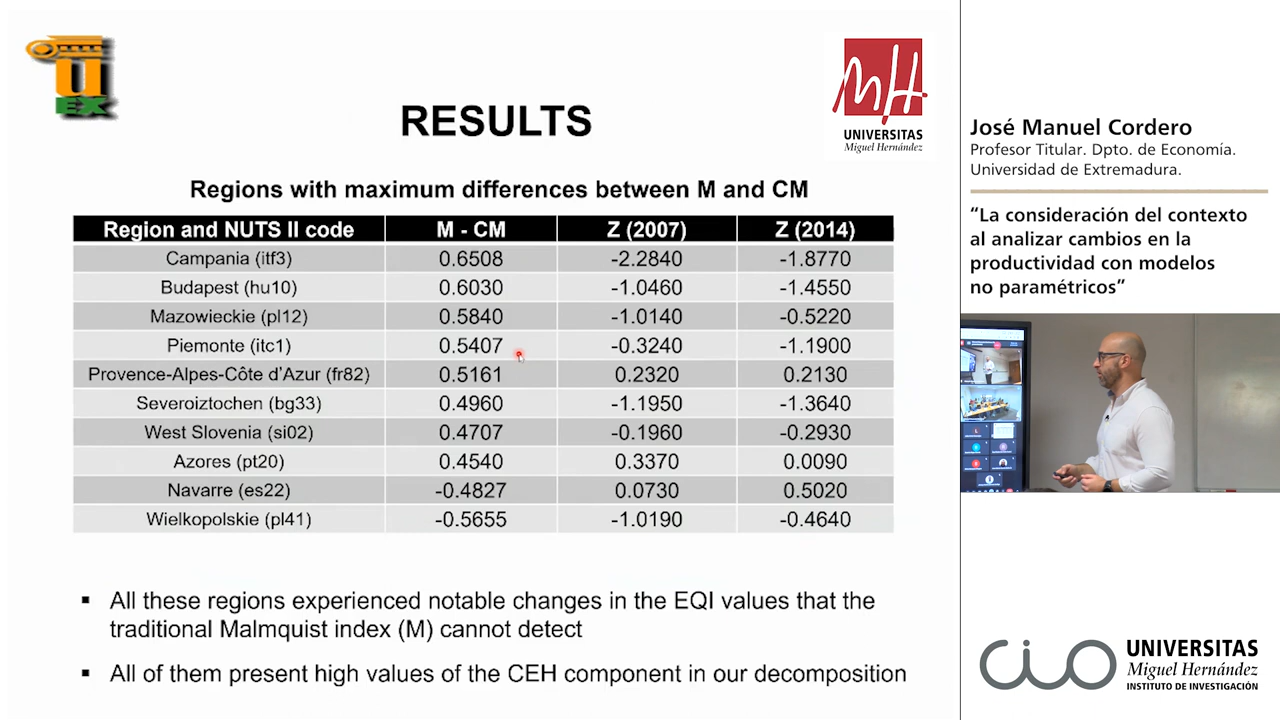 U
EX
MH
UNIVERSITAS
Miguel Hernández
RESULTS
Regions with maximum differences between M and CM
Region and NUTS II code M - CM Z (2007) Z (2014)
Campania (itf3) 0.6508 -2.2840 -1.8770
Budapest (hu10) 0.6030 -1.0460 -1.4550
Mazowieckie (pl12) 0.5840 -1.0140 -0.5220
Piemonte (itc1) 0.5407 -0.3240 -1.1900
Provence-Alpes-Côte d'Azur (fr82) 0.5161 0.2320 0.2130
Severoiztochen (bg33) 0.4960 -1.1950 -1.3640
West Slovenia (si02) 0.4707 -0.1960 -0.2930
Azores (pt20) 0.4540 0.3370 0.0090
Navarre (es22) -0.4827 0.0730 0.5020
Wielkopolskie (pl41) -0.5655 -1.0190 -0.4640
▪ All these regions experienced notable changes in the EQI values that the
traditional Malmquist index (M) cannot detect
▪ All of them present high values of the CEH component in our decomposition
José Manuel Cordero
Profesor Titular. Dpto. de Economía.
Universidad de Extremadura.
“La consideración del contexto
al analizar cambios en la
productividad con modelos
no paramétricos”
CIO
UNIVERSITAS
Miguel Hernández
INSTITUTO DE INVESTIGACIÓN